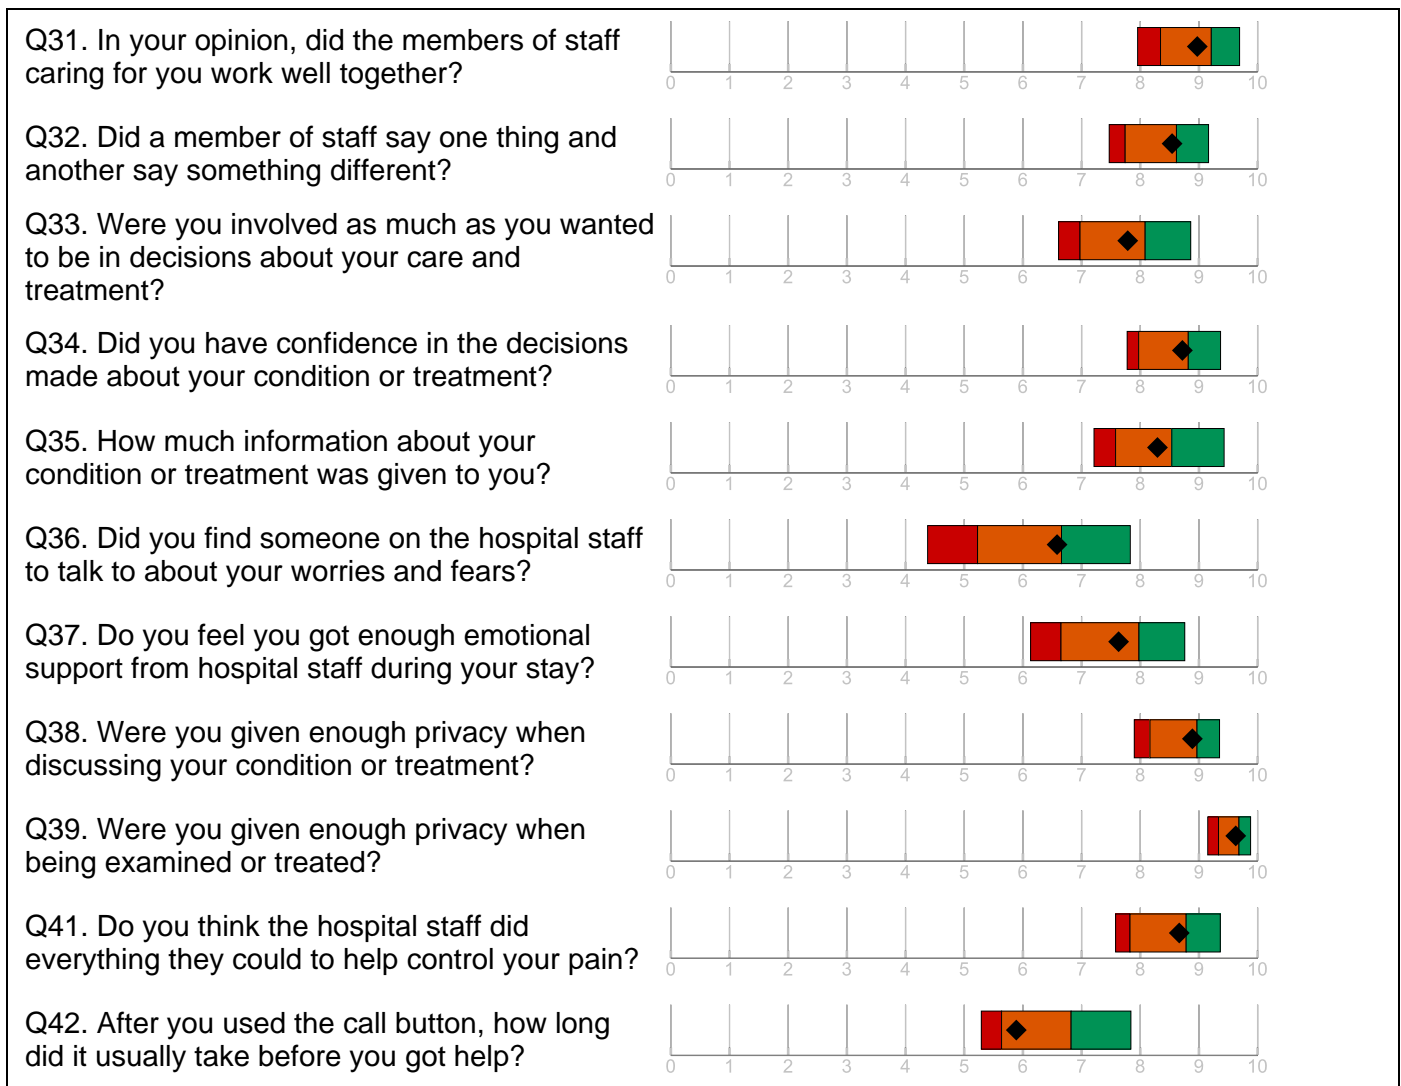 Q31. In your opinion, did the members of staff
caring for you work well together?
0 1 2 3 4 5 6 7 8 9 10
Q32. Did a member of staff say one thing and
another say something different?
0 1 2 3 4 5 6 7 8 9 10
Q33. Were you involved as much as you wanted
to be in decisions about your care and
treatment?
0 1 2 3 4 5 6 7 8 9 10
Q34. Did you have confidence in the decisions
made about your condition or treatment?
0 1 2 3 4 5 6 7 8 9 10
Q35. How much information about your
condition or treatment was given to you?
0 1 2 3 4 5 6 7 8 9 10
Q36. Did you find someone on the hospital staff
to talk to about your worries and fears?
0 1 2 3 4 5 6 7 8 9 10
Q37. Do you feel you got enough emotional
support from hospital staff during your stay?
0 1 2 3 4 5 6 7 8 9 10
Q38. Were you given enough privacy when
discussing your condition or treatment?
0 1 2 3 4 5 6 7 8 9 10
Q39. Were you given enough privacy when
being examined or treated?
0 1 2 3 4 5 6 7 8 9 10
Q41. Do you think the hospital staff did
everything they could to help control your pain?
0 1 2 3 4 5 6 7 8 9 10
Q42. After you used the call button, how long
did it usually take before you got help?
0 1 2 3 4 5 6 7 8 9 10